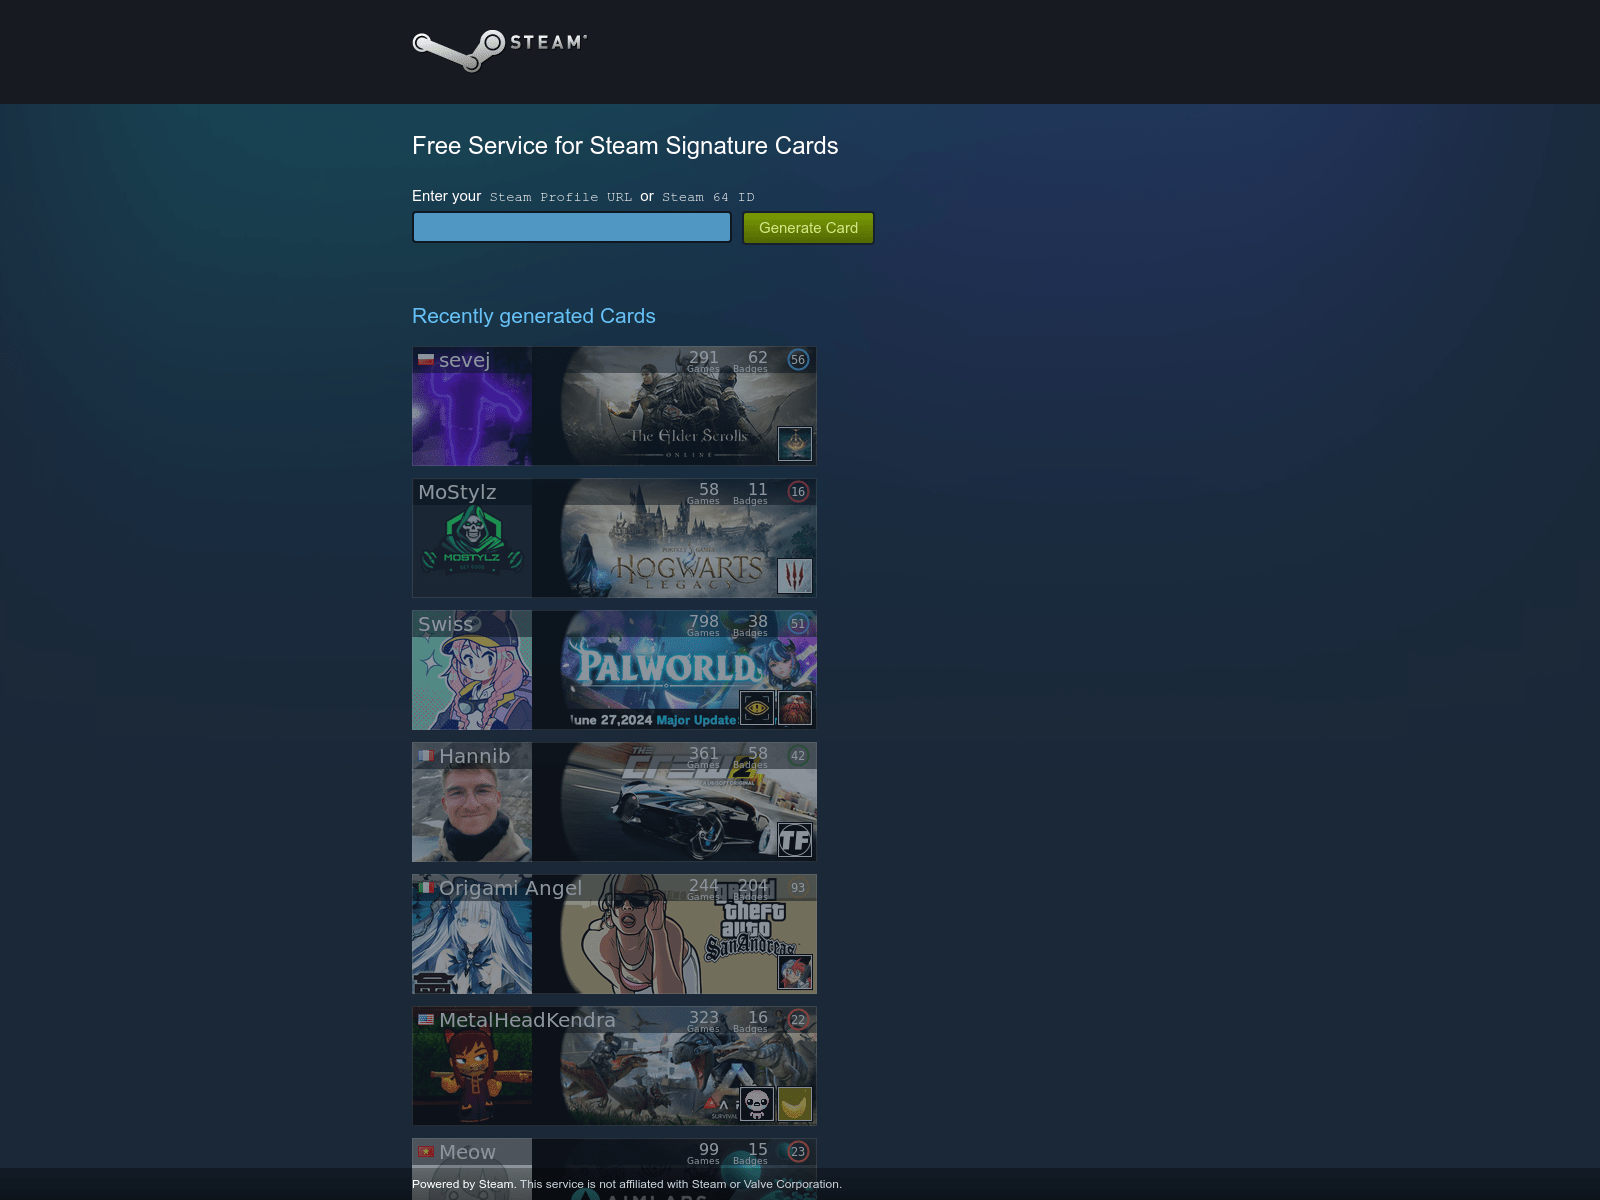 STEAM®
Free Service for Steam Signature Cards
Enter your Steam Profile URL or Steam 64 ID
Generate Card
Recently generated Cards
sevej
291 Games 62 Badges 56
The Elder Scrolls
ONLINE
MoStylz
58 Games 11 Badges 16
MOSTYLZ
HOGWARTS
LEGACY
Swiss
798 Games 38 Badges 51
PALWORLD
June 27,2024 Major Update:
Hannib
361 Games 58 Badges 42
THE
CREW 2
A UBISOFT ORIGINAL
TF
Origami Angel
244 Games 204 Badges 93
grand
theft
auto
San Andreas
MetalHeadKendra
323 Games 16 Badges 22
SURVIVAL
Meow
99 Games 15 Badges 23
AIMLABS
Powered by Steam. This service is not affiliated with Steam or Valve Corporation.